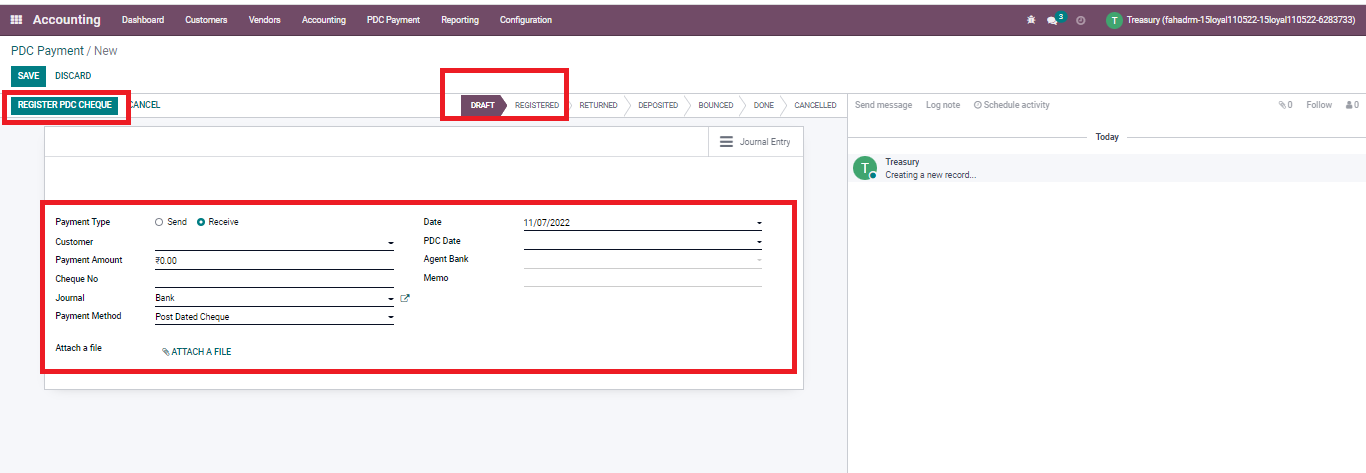 Accounting Dashboard Customers Vendors Accounting PDC Payment Reporting Configuration 3 T Treasury (fahadrm-15loyal110522-15loyal110522-6283733)
PDC Payment / New
SAVE DISCARD
REGISTER PDC CHEQUE CANCEL DRAFT REGISTERED RETURNED DEPOSITED BOUNCED DONE CANCELLED Send message Log note Schedule activity 0 Follow 0
Journal Entry
Today
T Treasury
Creating a new record...
Payment Type Send Receive
Customer
Payment Amount ₹0.00
Cheque No
Journal Bank
Payment Method Post Dated Cheque
Attach a file ATTACH A FILE
Date 11/07/2022
PDC Date
Agent Bank
Memo